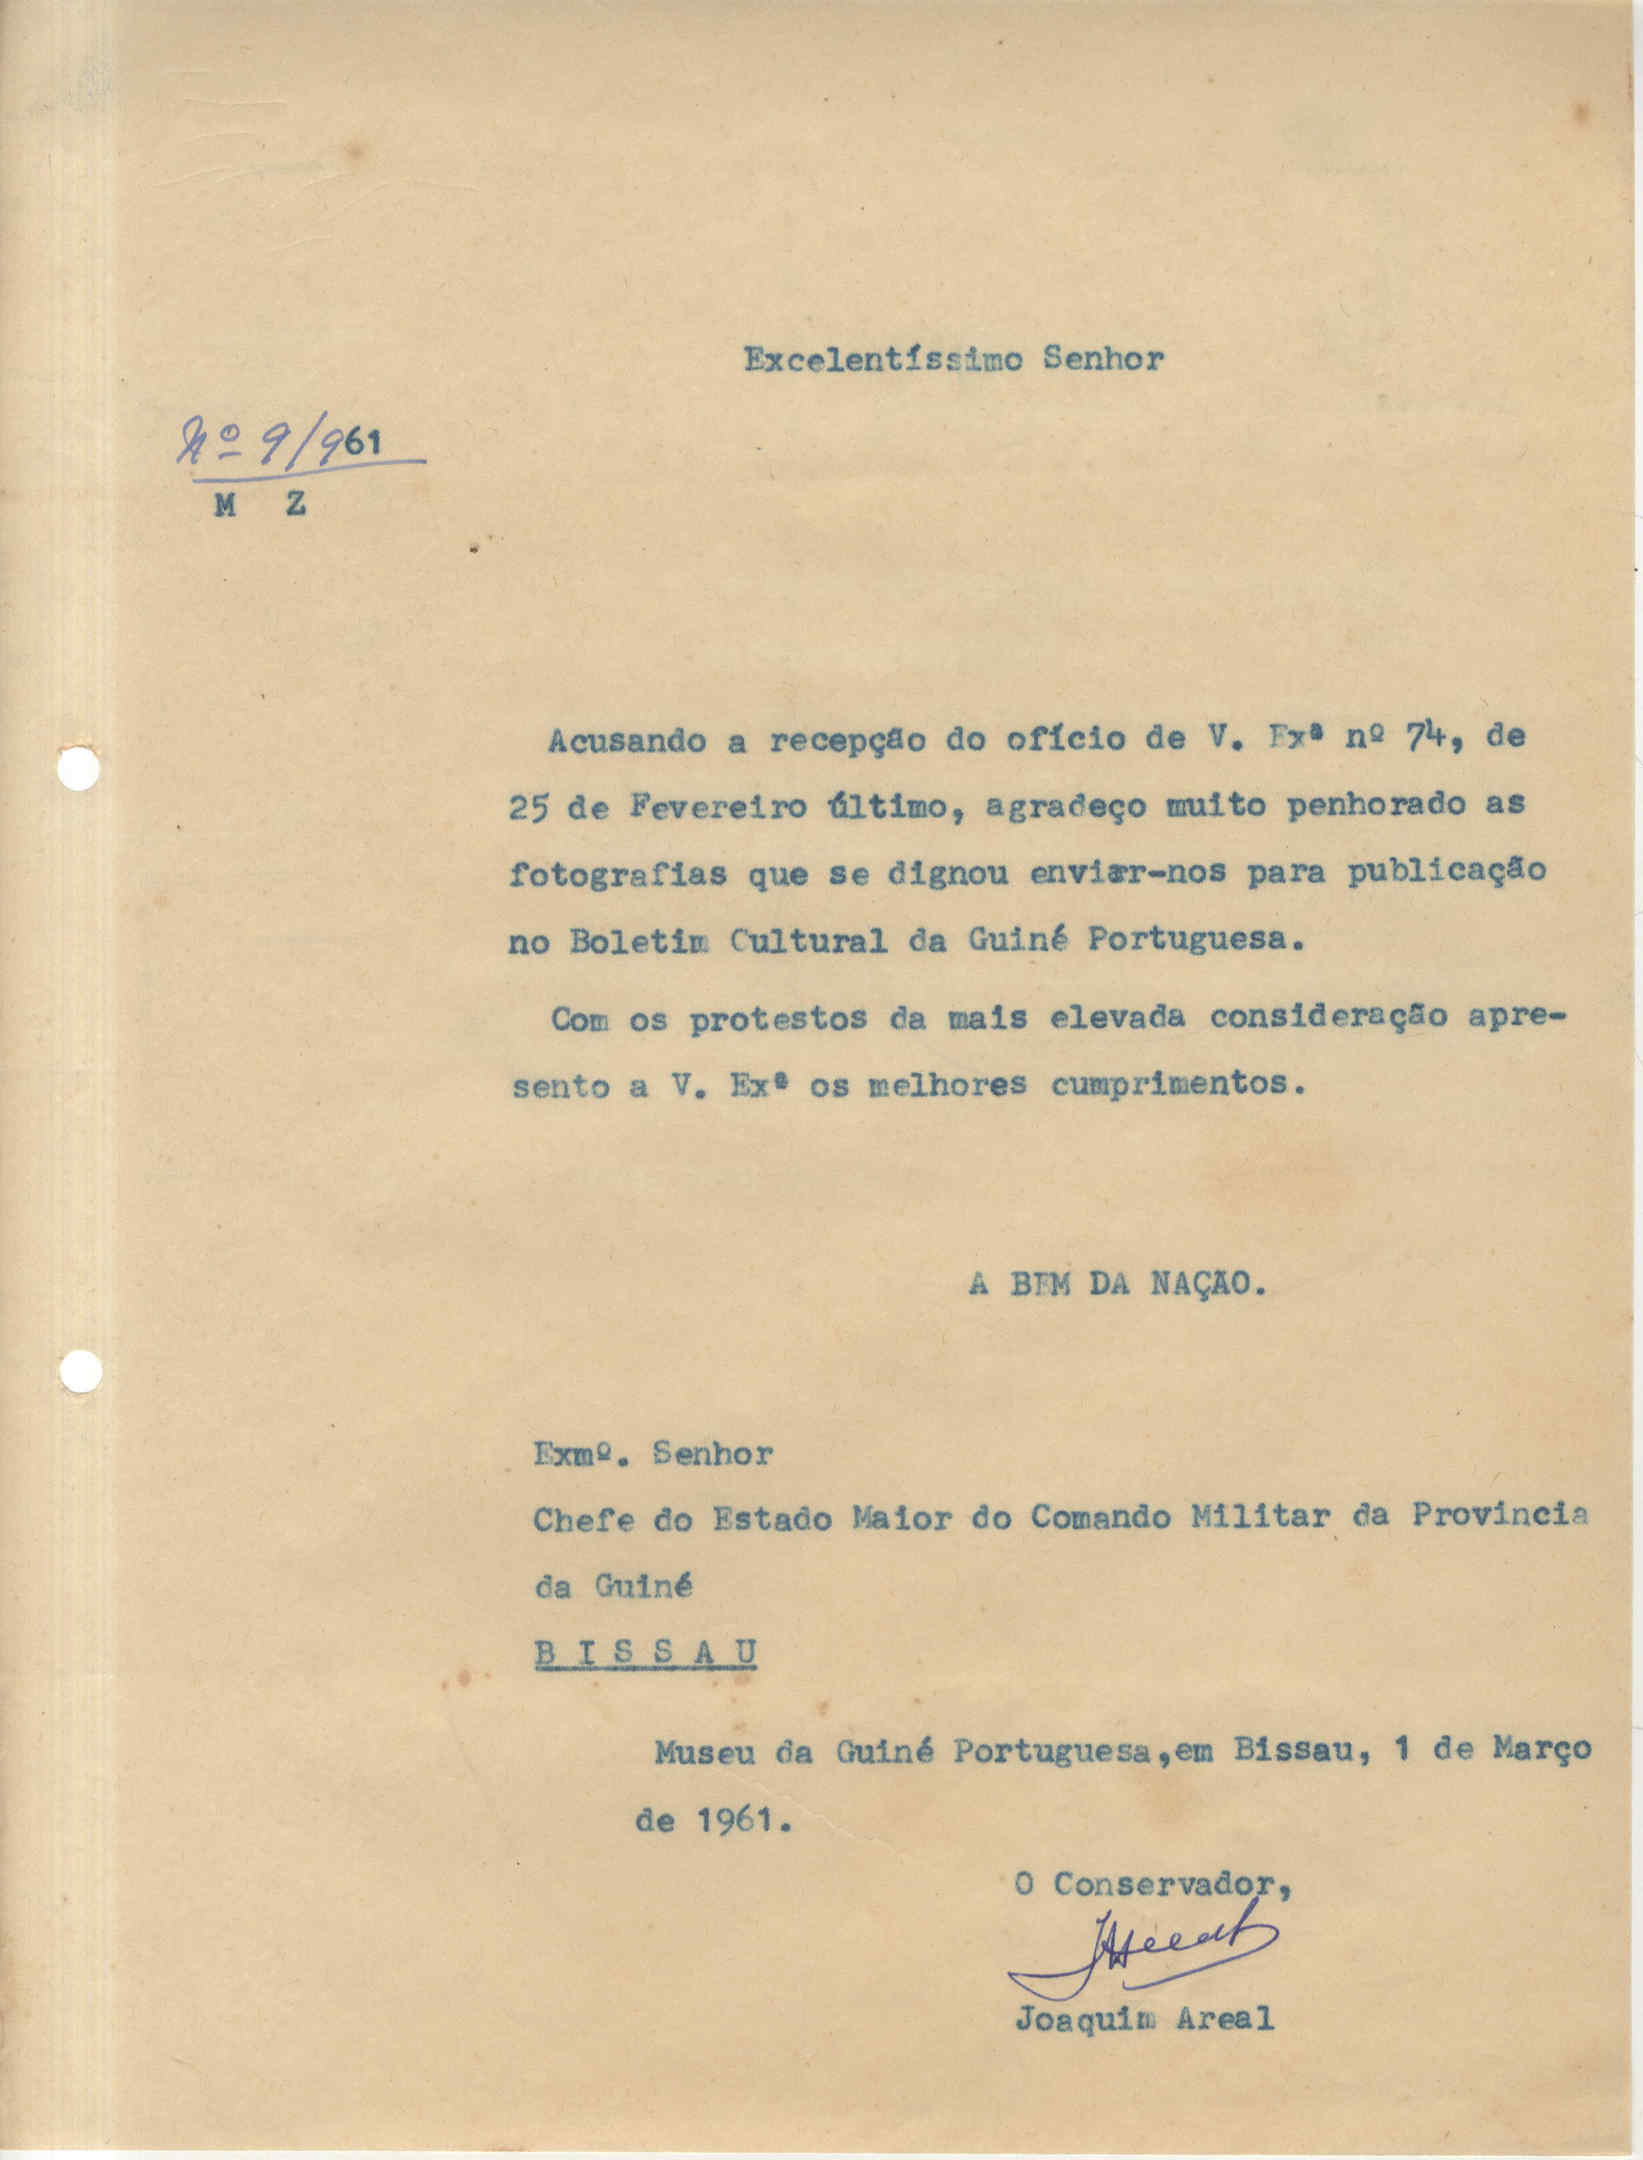 Excelentíssimo Senhor
Nº 9/961
M Z
Acusando a recepção do ofício de V. Exª nº 74, de
25 de Fevereiro último, agradeço muito penhorado as
fotografias que se dignou enviar-nos para publicação
no Boletim Cultural da Guiné Portuguesa.
Com os protestos da mais elevada consideração apre-
sento a V. Exª os melhores cumprimentos.
A BEM DA NAÇÃO.
Exmº. Senhor
Chefe do Estado Maior do Comando Militar da Provincia
da Guiné
B I S S A U
Museu da Guiné Portuguesa,em Bissau, 1 de Março
de 1961.
O Conservador,
Joaquim Areal